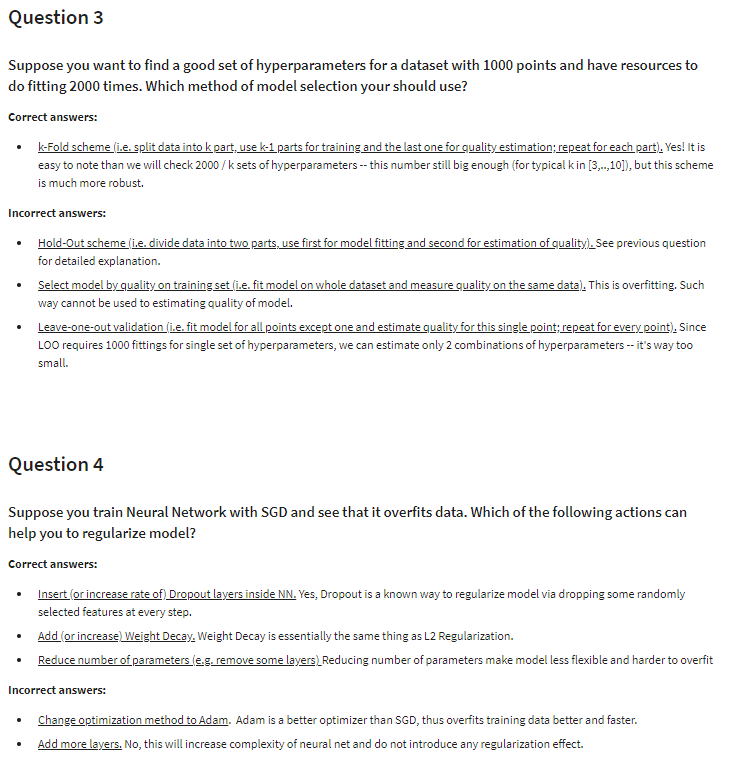 Question 3
Suppose you want to find a good set of hyperparameters for a dataset with 1000 points and have resources to
do fitting 2000 times. Which method of model selection your should use?
Correct answers:
• k-Fold scheme (i.e. split data into k part, use k-1 parts for training and the last one for quality estimation; repeat for each part). Yes! It is
easy to note than we will check 2000 / k sets of hyperparameters -- this number still big enough (for typical k in [3,..,10]), but this scheme
is much more robust.
Incorrect answers:
• Hold-Out scheme (i.e. divide data into two parts, use first for model fitting and second for estimation of quality). See previous question
for detailed explanation.
• Select model by quality on training set (i.e. fit model on whole dataset and measure quality on the same data). This is overfitting. Such
way cannot be used to estimating quality of model.
• Leave-one-out validation (i.e. fit model for all points except one and estimate quality for this single point; repeat for every point). Since
LOO requires 1000 fittings for single set of hyperparameters, we can estimate only 2 combinations of hyperparameters -- it's way too
small.
Question 4
Suppose you train Neural Network with SGD and see that it overfits data. Which of the following actions can
help you to regularize model?
Correct answers:
• Insert (or increase rate of) Dropout layers inside NN. Yes, Dropout is a known way to regularize model via dropping some randomly
selected features at every step.
• Add (or increase) Weight Decay. Weight Decay is essentially the same thing as L2 Regularization.
• Reduce number of parameters (e.g. remove some layers) Reducing number of parameters make model less flexible and harder to overfit
Incorrect answers:
• Change optimization method to Adam. Adam is a better optimizer than SGD, thus overfits training data better and faster.
• Add more layers. No, this will increase complexity of neural net and do not introduce any regularization effect.